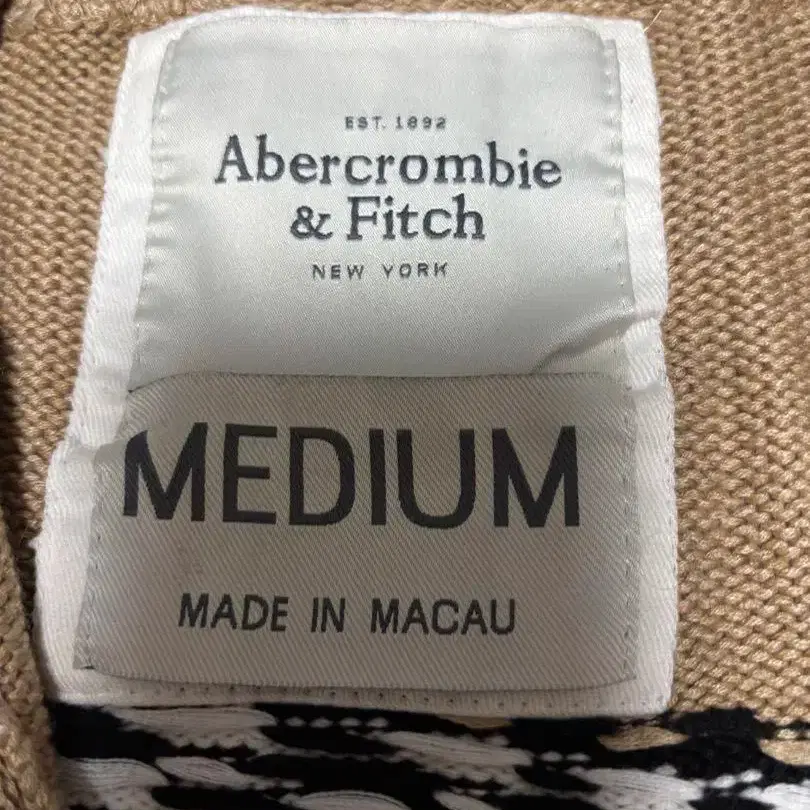 EST. 1892
Abercrombie
& Fitch
NEW YORK
MEDIUM
MADE IN MACAU